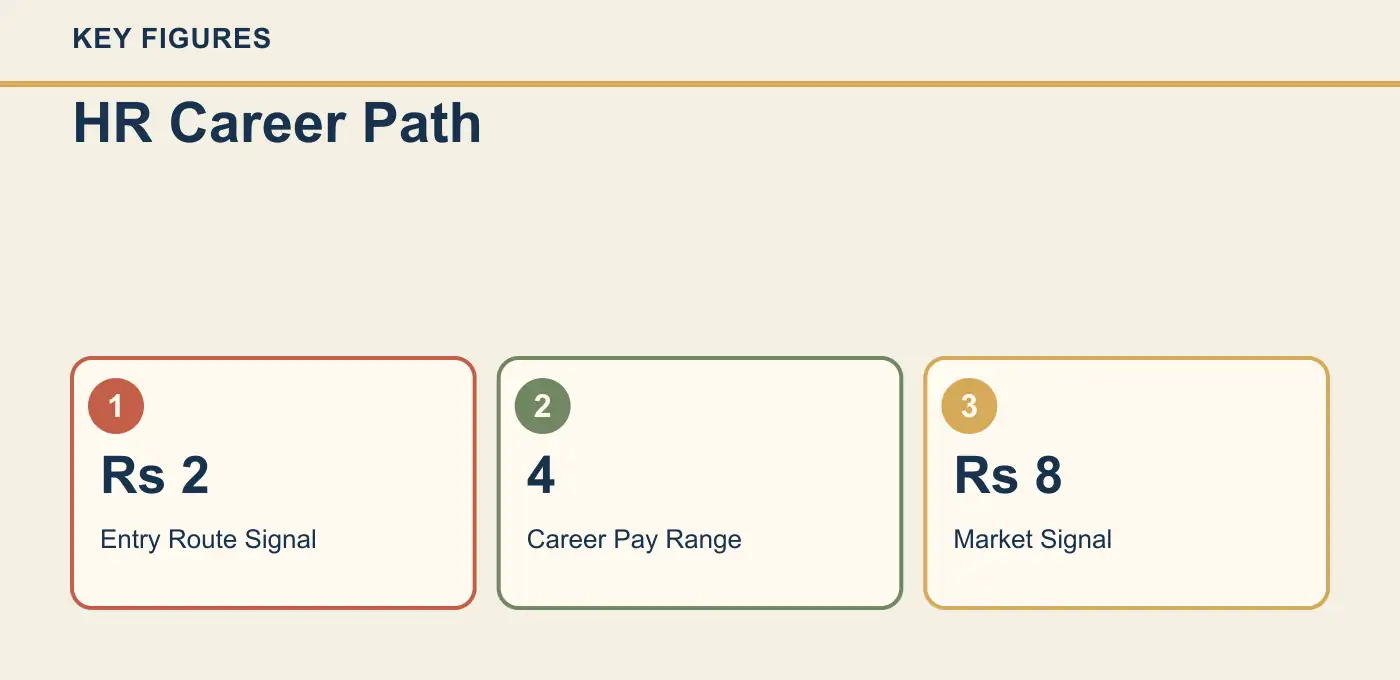 KEY FIGURES
HR Career Path
1
Rs 2
Entry Route Signal
2
4
Career Pay Range
3
Rs 8
Market Signal